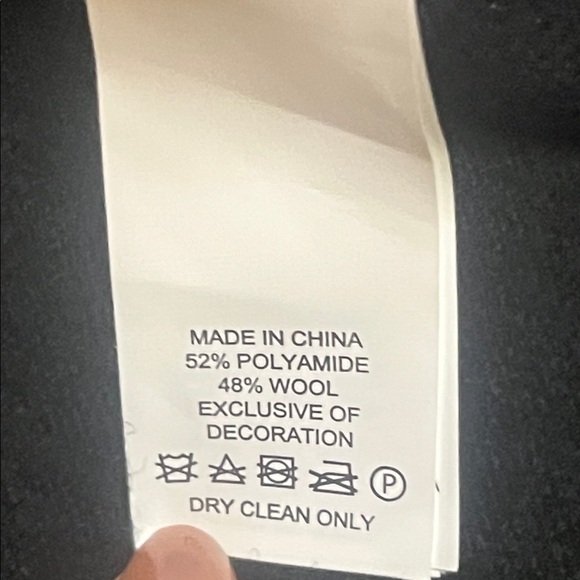 MADE IN CHINA
52% POLYAMIDE
48% WOOL
EXCLUSIVE OF
DECORATION
P
DRY CLEAN ONLY